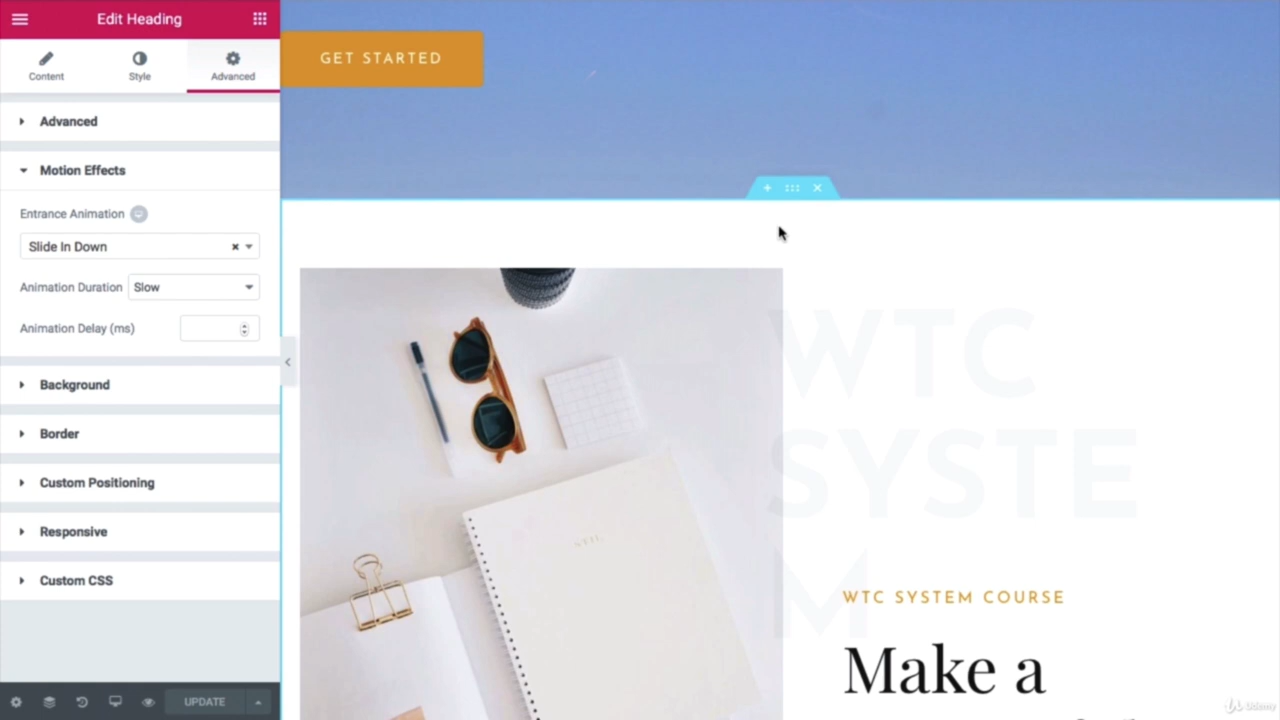 Edit Heading
Content
Style
Advanced
Advanced
Motion Effects
Entrance Animation
Slide In Down
Animation Duration
Slow
Animation Delay (ms)
Background
Border
Custom Positioning
Responsive
Custom CSS
UPDATE
GET STARTED
WTC
SYSTE
M
WTC SYSTEM COURSE
Make a
Udemy